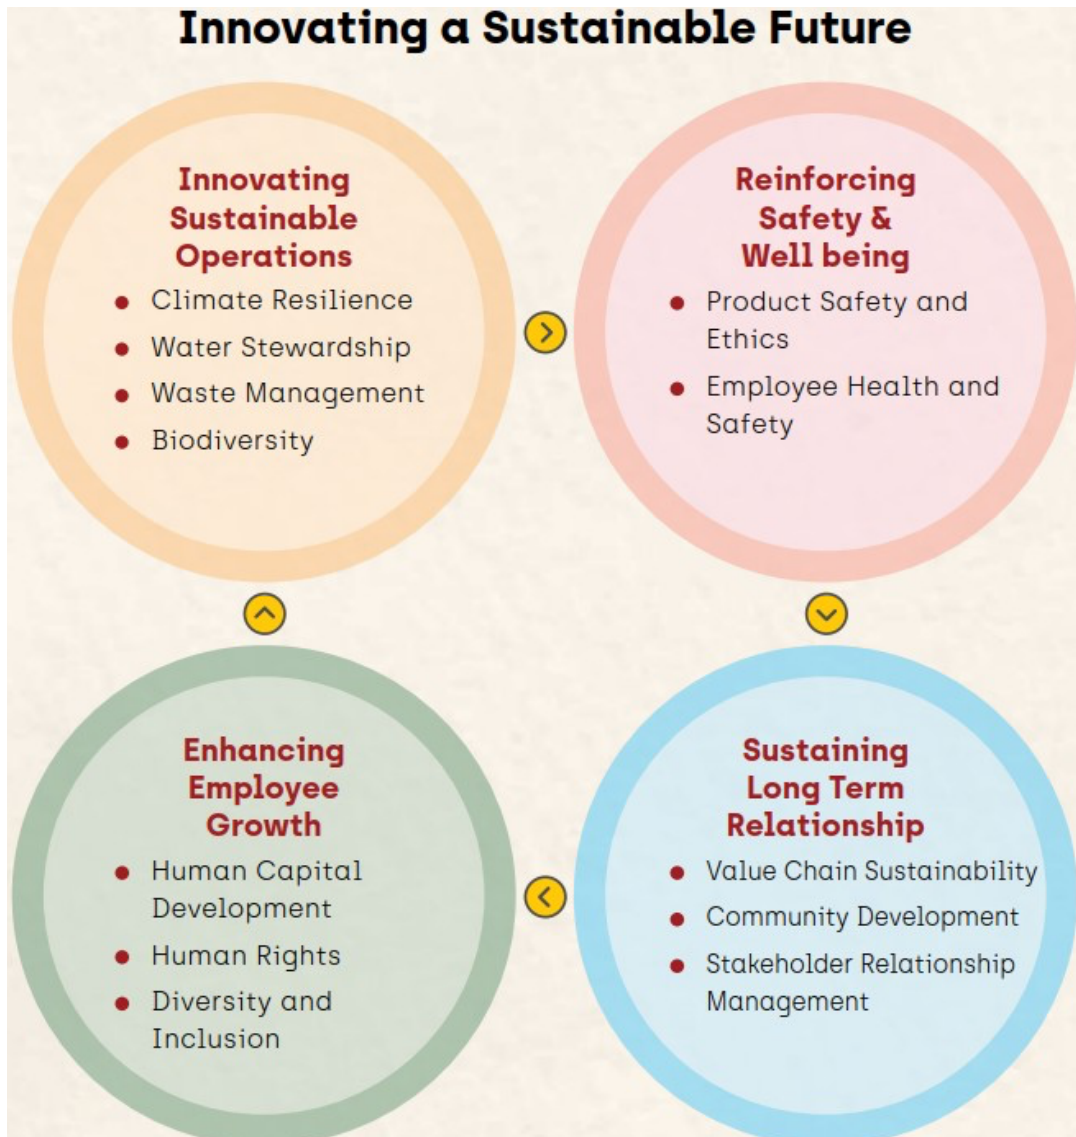 Innovating a Sustainable Future
Innovating
Sustainable
Operations
Climate Resilience
Water Stewardship
Waste Management
Biodiversity
Reinforcing
Safety &
Well being
Product Safety and
Ethics
Employee Health and
Safety
Enhancing
Employee
Growth
Human Capital
Development
Human Rights
Diversity and
Inclusion
Sustaining
Long Term
Relationship
Value Chain Sustainability
Community Development
Stakeholder Relationship
Management